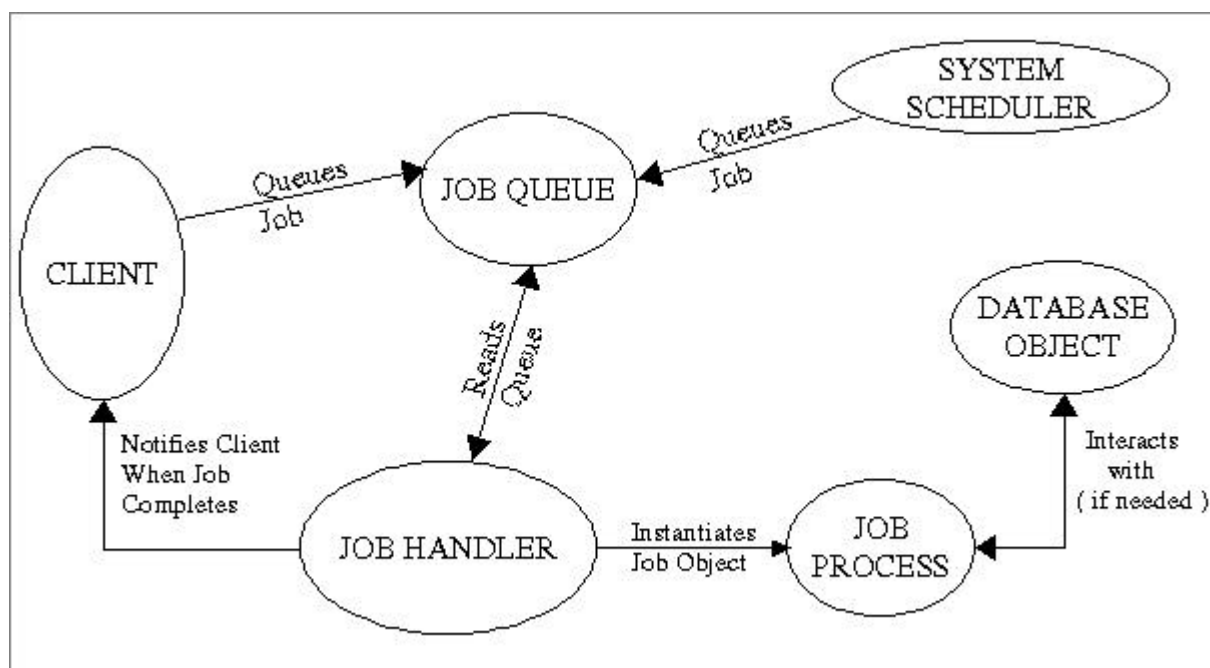 SYSTEM
SCHEDULER
Queues
Job
JOB QUEUE
Queues
Job
CLIENT
DATABASE
OBJECT
Reads
Queue
Notifies Client
When Job
Completes
Interacts
with
( if needed )
JOB HANDLER
Instantiates
Job Object
JOB
PROCESS